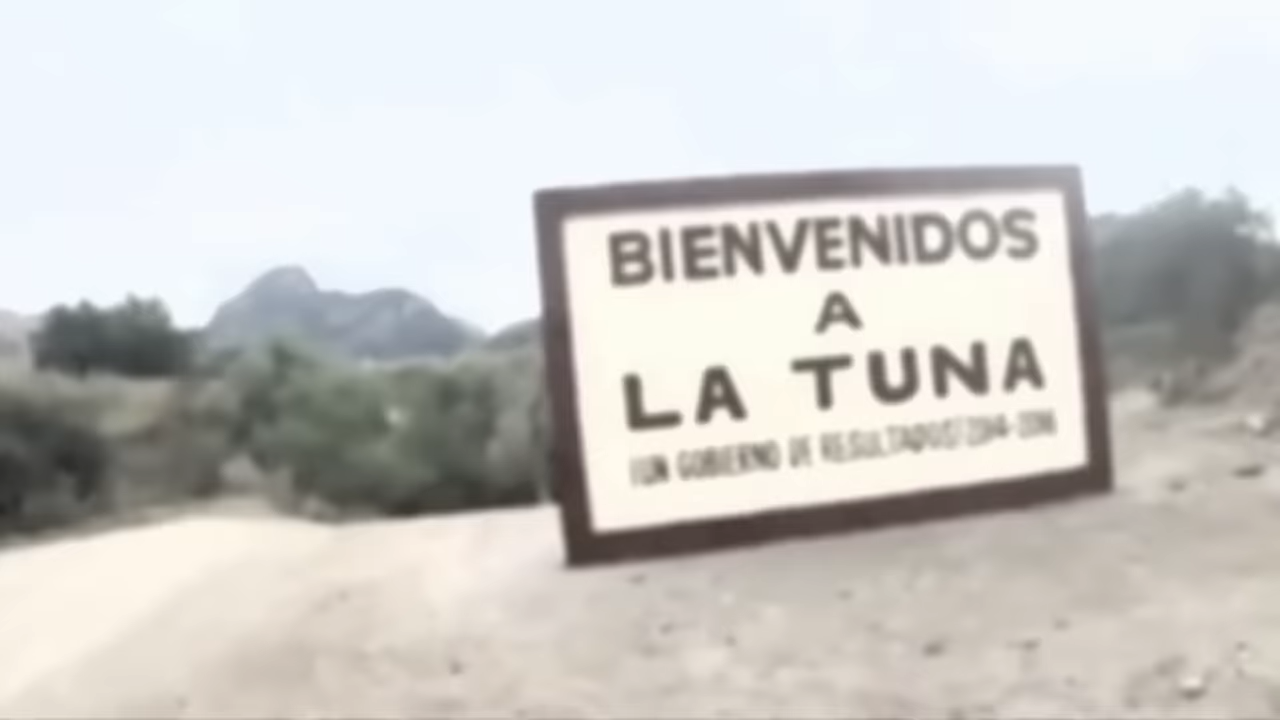 BIENVENIDOS
A
LA TUNA
¡UN GOBIERNO DE RESULTADOS!